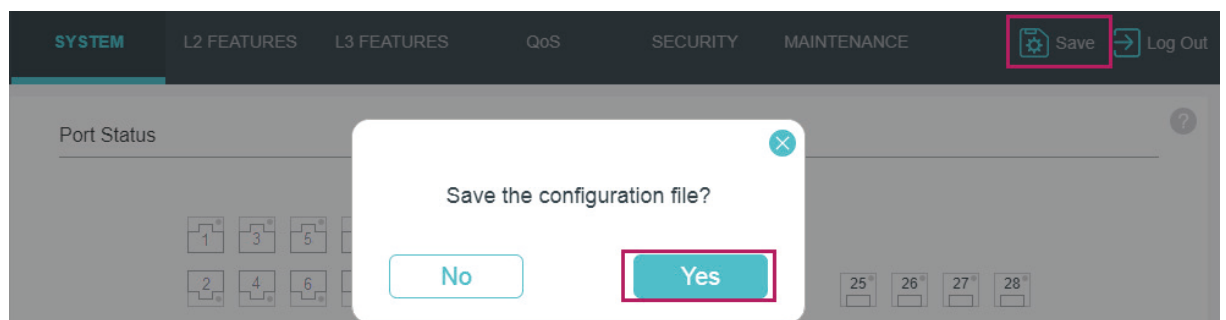 SYSTEM L2 FEATURES L3 FEATURES QoS SECURITY MAINTENANCE Save Log Out
Port Status ?
Save the configuration file?
1 3 5
No Yes
2 4 6 25 26 27 28